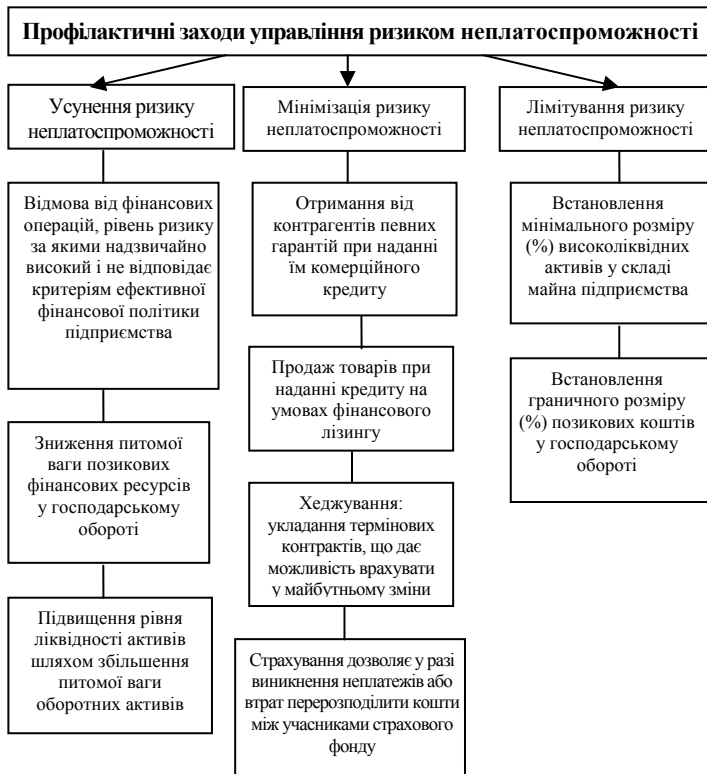 Профілактичні заходи управління ризиком неплатоспроможності
Усунення ризику
неплатоспроможності
Відмова від фінансових
операцій, рівень ризику
за якими надзвичайно
високий і не відповідає
критеріям ефективної
фінансової політики
підприємства
Зниження питомої
ваги позикових
фінансових ресурсів
у господарському
обороті
Підвищення рівня
ліквідності активів
шляхом збільшення
питомої ваги
оборотних активів
Мінімізація ризику
неплатоспроможності
Отримання від
контрагентів певних
гарантій при наданні
їм комерційного
кредиту
Продаж товарів при
наданні кредиту на
умовах фінансового
лізингу
Хеджування:
укладання термінових
контрактів, що дає
можливість врахувати
у майбутньому зміни
Страхування дозволяє у разі
виникнення неплатежів або
втрат перерозподілити кошти
між учасниками страхового
фонду
Лімітування ризику
неплатоспроможності
Встановлення
мінімального розміру
(%) високоліквідних
активів у складі
майна підприємства
Встановлення
граничного розміру
(%) позикових коштів
у господарському
обороті